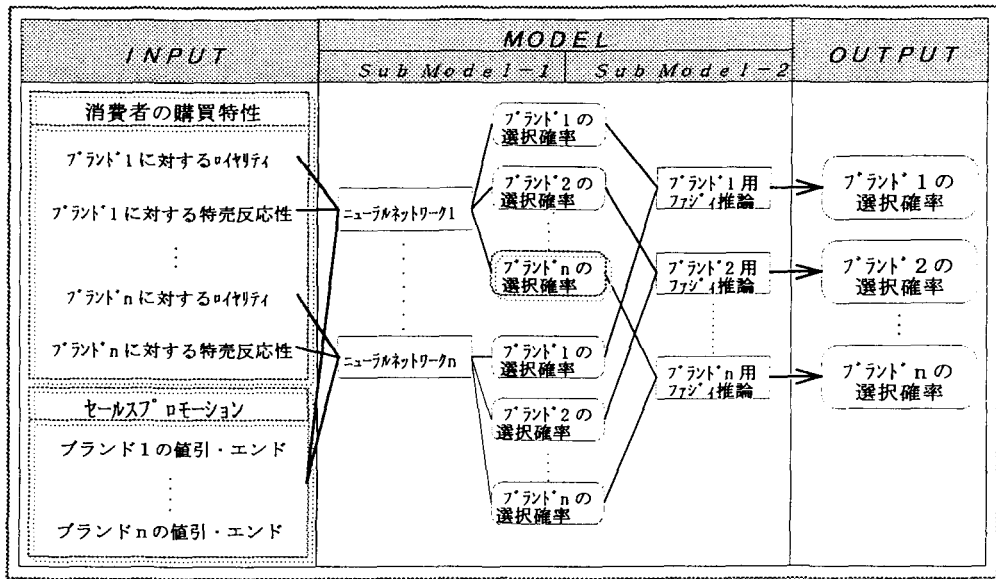 INPUT
MODEL
OUTPUT
Sub Model-1
Sub Model-2
消費者の購買特性
ブランド1に対するロイヤリティ
ブランド1に対する特売反応性
⋮
ブランドnに対するロイヤリティ
ブランドnに対する特売反応性
セールスプロモーション
ブランド1の値引・エンド
⋮
ブランドnの値引・エンド
ニューラルネットワーク1
⋮
ニューラルネットワークn
ブランド1の
選択確率
ブランド2の
選択確率
⋮
ブランドnの
選択確率
ブランド1の
選択確率
ブランド2の
選択確率
⋮
ブランドnの
選択確率
ブランド1用
ファジィ推論
ブランド2用
ファジィ推論
⋮
ブランドn用
ファジィ推論
ブランド1の
選択確率
ブランド2の
選択確率
⋮
ブランドnの
選択確率